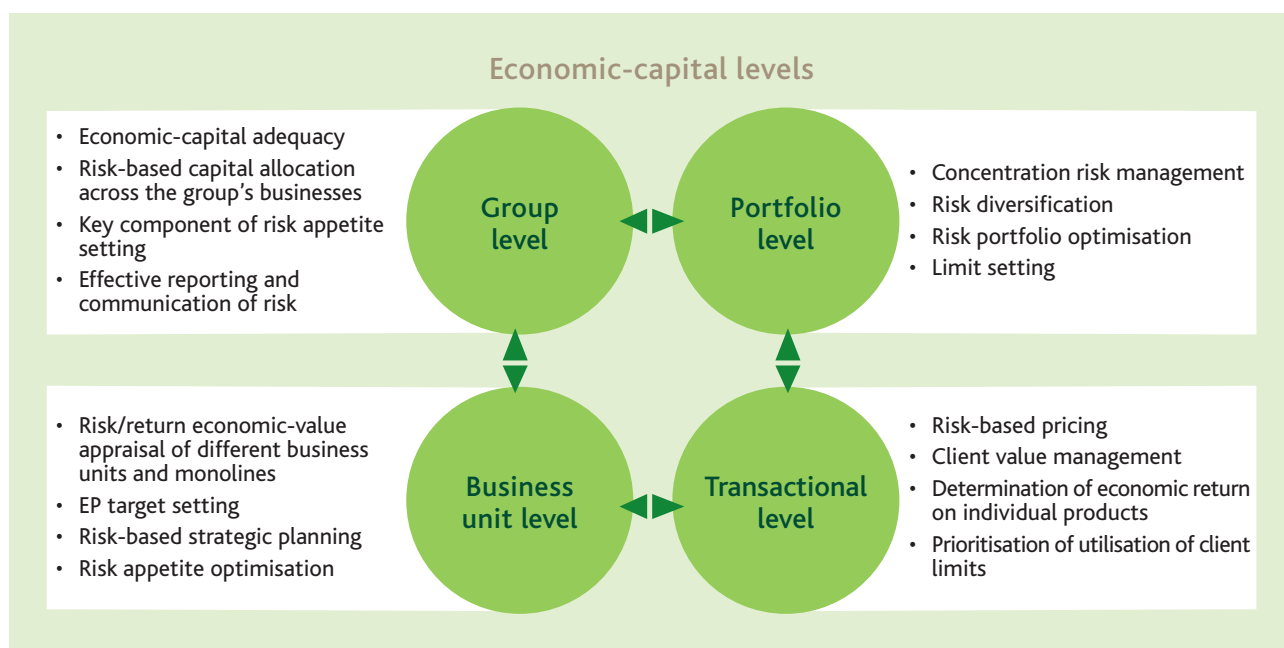 Economic-capital levels
• Economic-capital adequacy
• Risk-based capital allocation
across the group’s businesses
• Key component of risk appetite
setting
• Effective reporting and
communication of risk
Group
level
Portfolio
level
• Concentration risk management
• Risk diversification
• Risk portfolio optimisation
• Limit setting
• Risk/return economic-value
appraisal of different business
units and monolines
• EP target setting
• Risk-based strategic planning
• Risk appetite optimisation
Business
unit level
Transactional
level
• Risk-based pricing
• Client value management
• Determination of economic return
on individual products
• Prioritisation of utilisation of client
limits